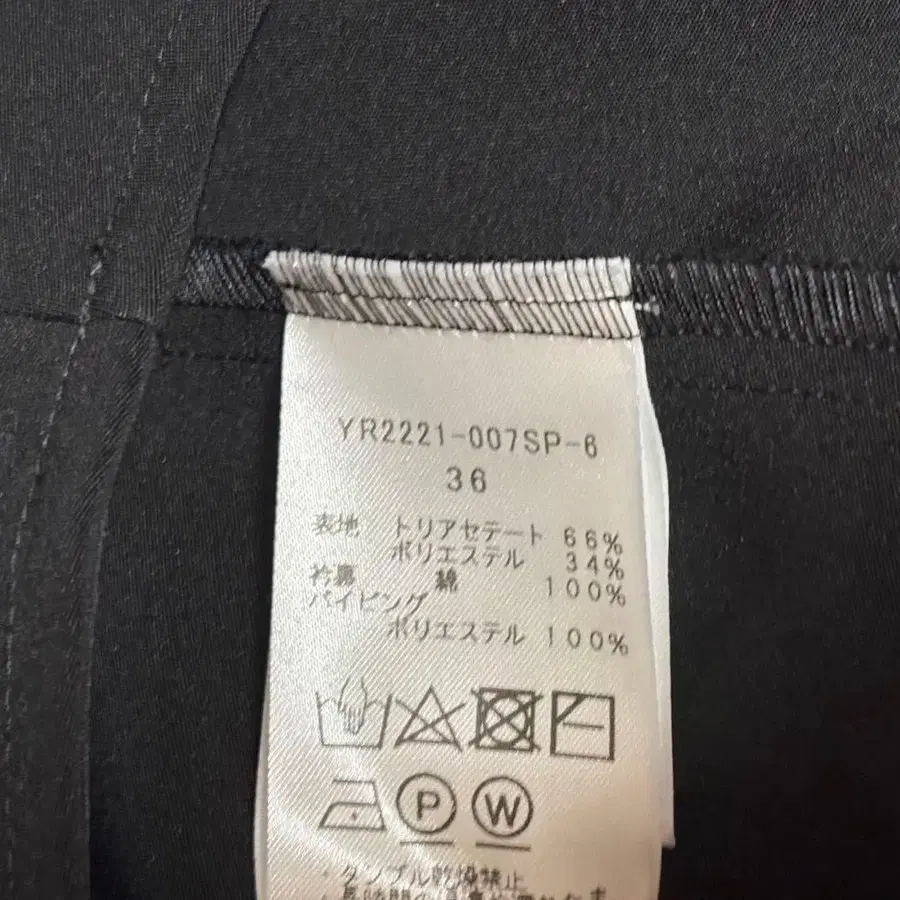 YR2221-007SP-6
36
表地 トリアセテート 66%
ポリエステル 34%
衿裏 綿 100%
パイピング
ポリエステル 100%
P W
・タンブル乾燥禁止